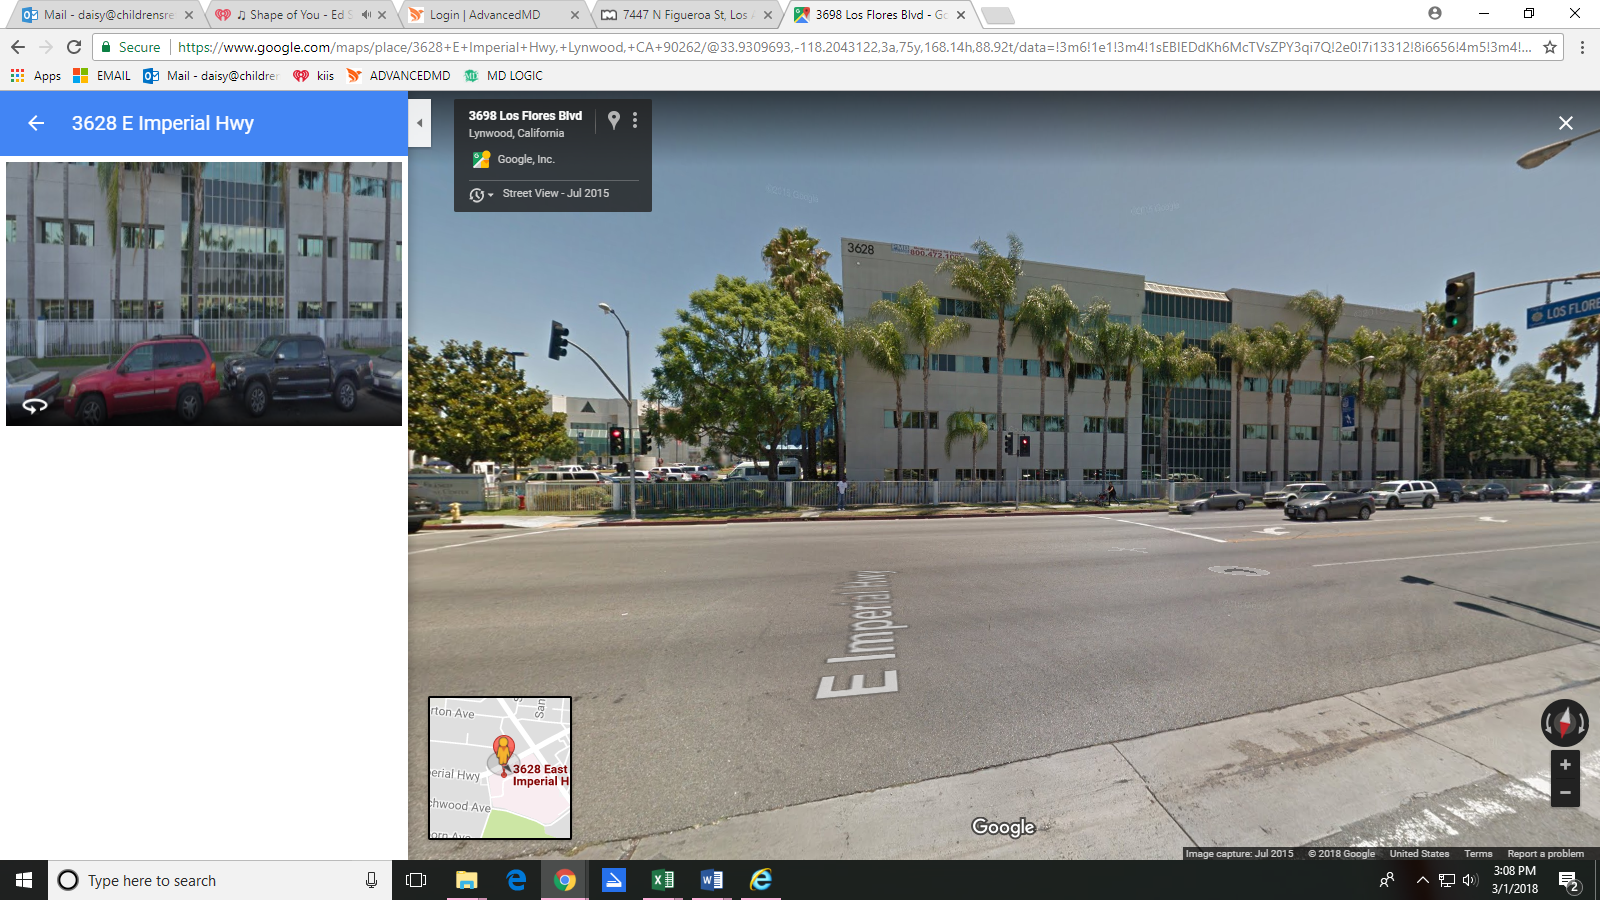 Mail - daisy@childrensre
♫ Shape of You - Ed S
Login | AdvancedMD
7447 N Figueroa St, Los A
3698 Los Flores Blvd - Go
Secure
https://www.google.com/maps/place/3628+E+Imperial+Hwy,+Lynwood,+CA+90262/@33.9309693,-118.2043122,3a,75y,168.14h,88.92t/data=!3m6!1e1!3m4!1sEBIEDdKh6McTVsZPY3qi7Q!2e0!7i13312!8i6656!4m5!3m4!...
Apps
EMAIL
Mail - daisy@childre
kiis
ADVANCEDMD
MD LOGIC
3628 E Imperial Hwy
3698 Los Flores Blvd
Lynwood, California
Google, Inc.
Street View - Jul 2015
3628
LOS FLORE
E Imperial Hwy
rton Ave
San
erial Hwy
3628 East
Imperial H
chwood Ave
orn Ave
Google
Image capture: Jul 2015
© 2018 Google
United States
Terms
Report a problem
Type here to search
3:08 PM
3/1/2018
2